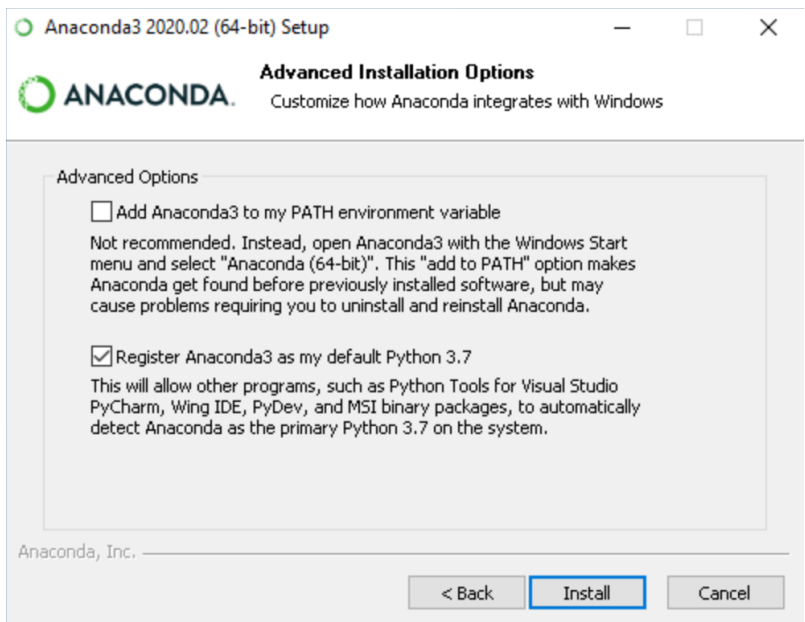 Anaconda3 2020.02 (64-bit) Setup
ANACONDA.
Advanced Installation Options
Customize how Anaconda integrates with Windows
Advanced Options
Add Anaconda3 to my PATH environment variable
Not recommended. Instead, open Anaconda3 with the Windows Start
menu and select "Anaconda (64-bit)". This "add to PATH" option makes
Anaconda get found before previously installed software, but may
cause problems requiring you to uninstall and reinstall Anaconda.
Register Anaconda3 as my default Python 3.7
This will allow other programs, such as Python Tools for Visual Studio
PyCharm, Wing IDE, PyDev, and MSI binary packages, to automatically
detect Anaconda as the primary Python 3.7 on the system.
Anaconda, Inc.
< Back
Install
Cancel